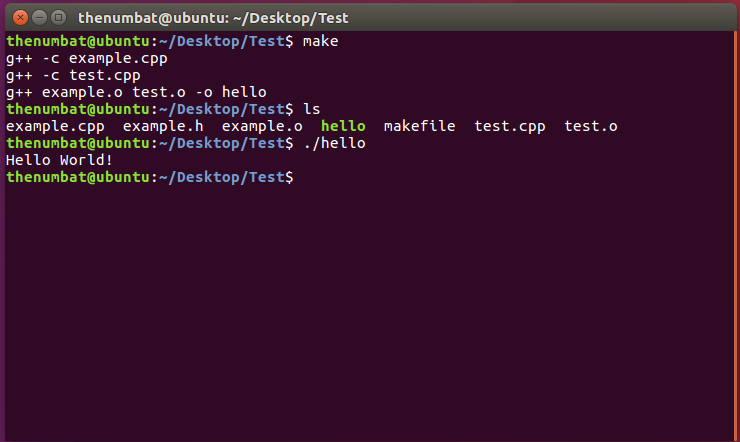 thenumbat@ubuntu: ~/Desktop/Test
thenumbat@ubuntu:~/Desktop/Test$ make
g++ -c example.cpp
g++ -c test.cpp
g++ example.o test.o -o hello
thenumbat@ubuntu:~/Desktop/Test$ ls
example.cpp  example.h  example.o  hello  makefile  test.cpp  test.o
thenumbat@ubuntu:~/Desktop/Test$ ./hello
Hello World!
thenumbat@ubuntu:~/Desktop/Test$